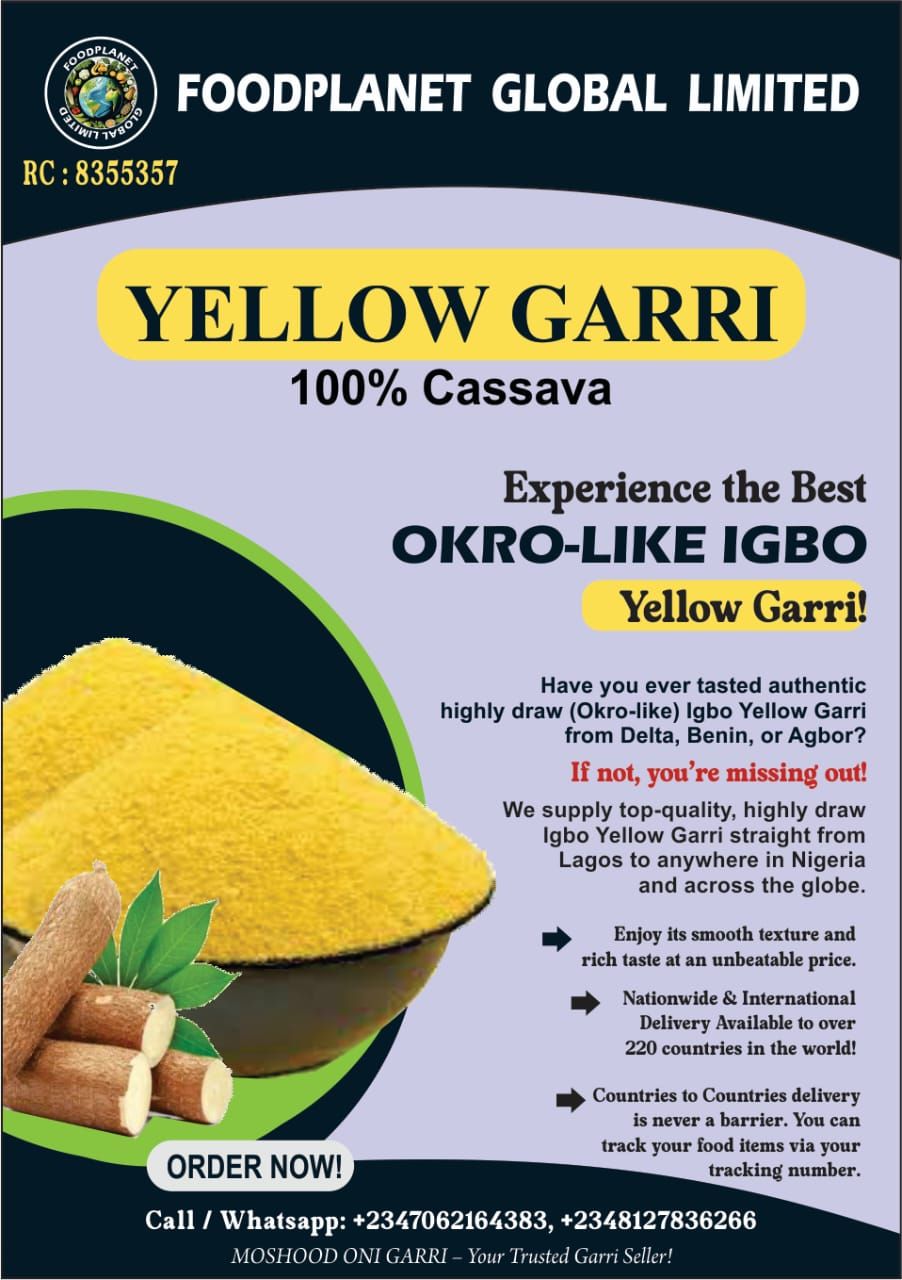 FOODPLANET
GLOBAL LIMITED
FOODPLANET GLOBAL LIMITED
RC : 8355357
YELLOW GARRI
100% Cassava
Experience the Best
OKRO-LIKE IGBO
Yellow Garri!
Have you ever tasted authentic
highly draw (Okro-like) Igbo Yellow Garri
from Delta, Benin, or Agbor?
If not, you're missing out!
We supply top-quality, highly draw
Igbo Yellow Garri straight from
Lagos to anywhere in Nigeria
and across the globe.
Enjoy its smooth texture and
rich taste at an unbeatable price.
Nationwide & International
Delivery Available to over
220 countries in the world!
Countries to Countries delivery
is never a barrier. You can
track your food items via your
tracking number.
ORDER NOW!
Call / Whatsapp: +2347062164383, +2348127836266
MOSHOOD ONI GARRI – Your Trusted Garri Seller!